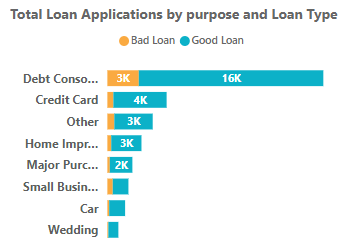 Total Loan Applications by purpose and Loan Type
Bad Loan Good Loan
Debt Conso... 3K 16K
Credit Card 4K
Other 3K
Home Impr... 3K
Major Purc... 2K
Small Busin...
Car
Wedding